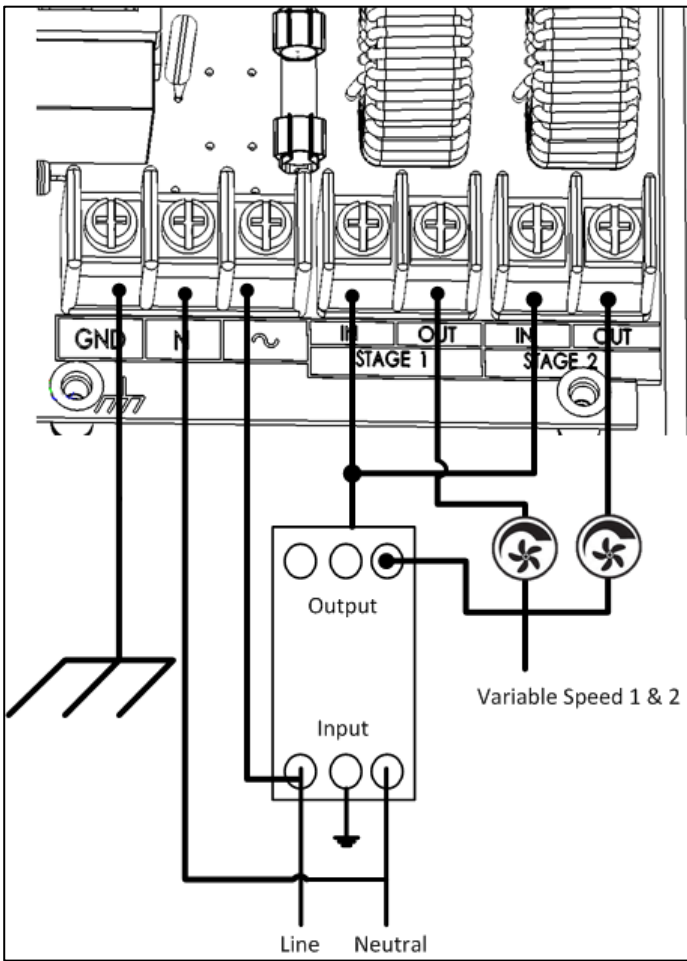 GND N ~ IN OUT IN OUT
STAGE 1 STAGE 2
Output
Variable Speed 1 & 2
Input
Line Neutral